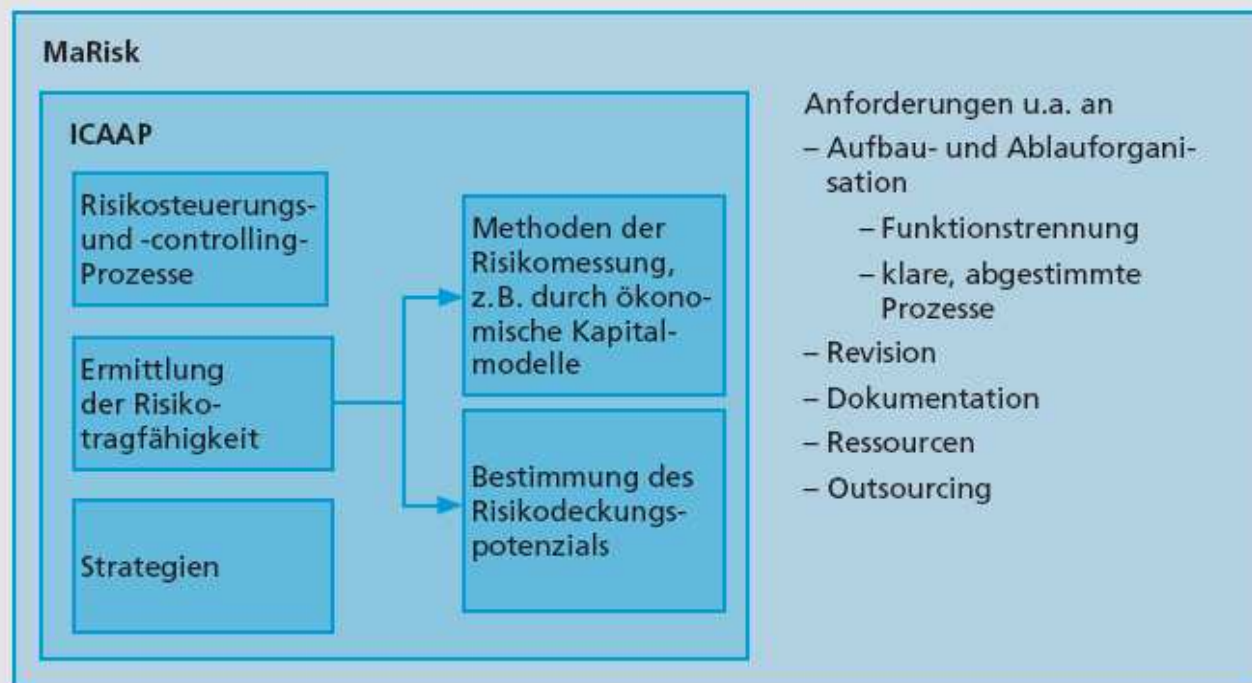 MaRisk
ICAAP
Risikosteuerungs-
und -controlling-
Prozesse
Ermittlung
der Risiko-
tragfähigkeit
Strategien
Methoden der
Risikomessung,
z.B. durch ökono-
mische Kapital-
modelle
Bestimmung des
Risikodeckungs-
potenzials
Anforderungen u.a. an
– Aufbau- und Ablauforgani-
sation
– Funktionstrennung
– klare, abgestimmte
Prozesse
– Revision
– Dokumentation
– Ressourcen
– Outsourcing